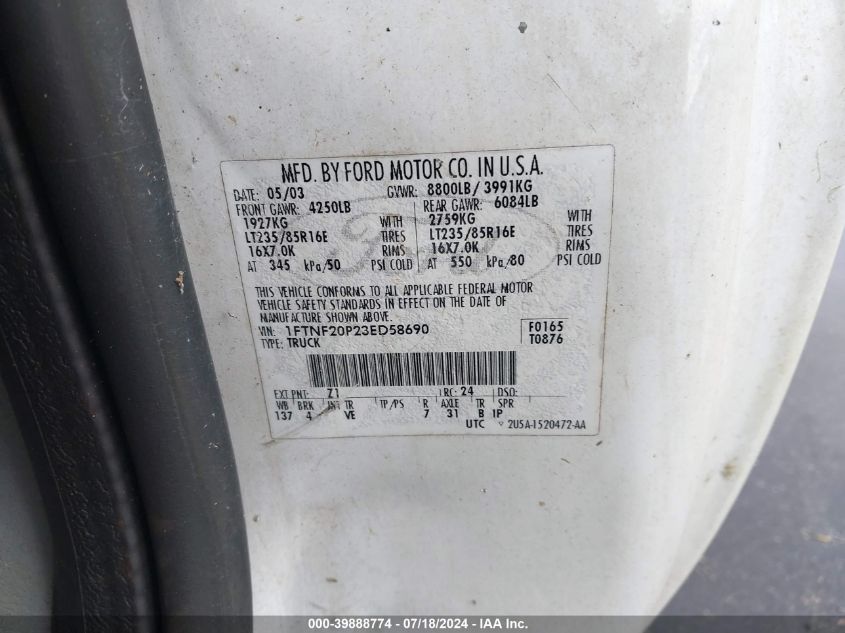 MFD. BY FORD MOTOR CO. IN U.S.A.
DATE: 05/03 GVWR: 8800LB/ 3991KG
FRONT GAWR: 4250LB REAR GAWR: 6084LB
1927KG WITH 2759KG WITH
LT235/85R16E TIRES LT235/85R16E TIRES
16X7.0K RIMS 16X7.0K RIMS
AT 345 kPa/50 PSI COLD AT 550 kPa/80 PSI COLD
THIS VEHICLE CONFORMS TO ALL APPLICABLE FEDERAL MOTOR
VEHICLE SAFETY STANDARDS IN EFFECT ON THE DATE OF
MANUFACTURE SHOWN ABOVE.
VIN: 1FTNF20P23ED58690 F0165
TYPE: TRUCK T0876
EXT PNT: Z1 RC: 24 DSO:
WB BRK INT TR TP/PS R AXLE TR SPR
137 4 VE 7 31 B IP
UTC 2U5A-1520472-AA
000-39888774 - 07/18/2024 - IAA Inc.